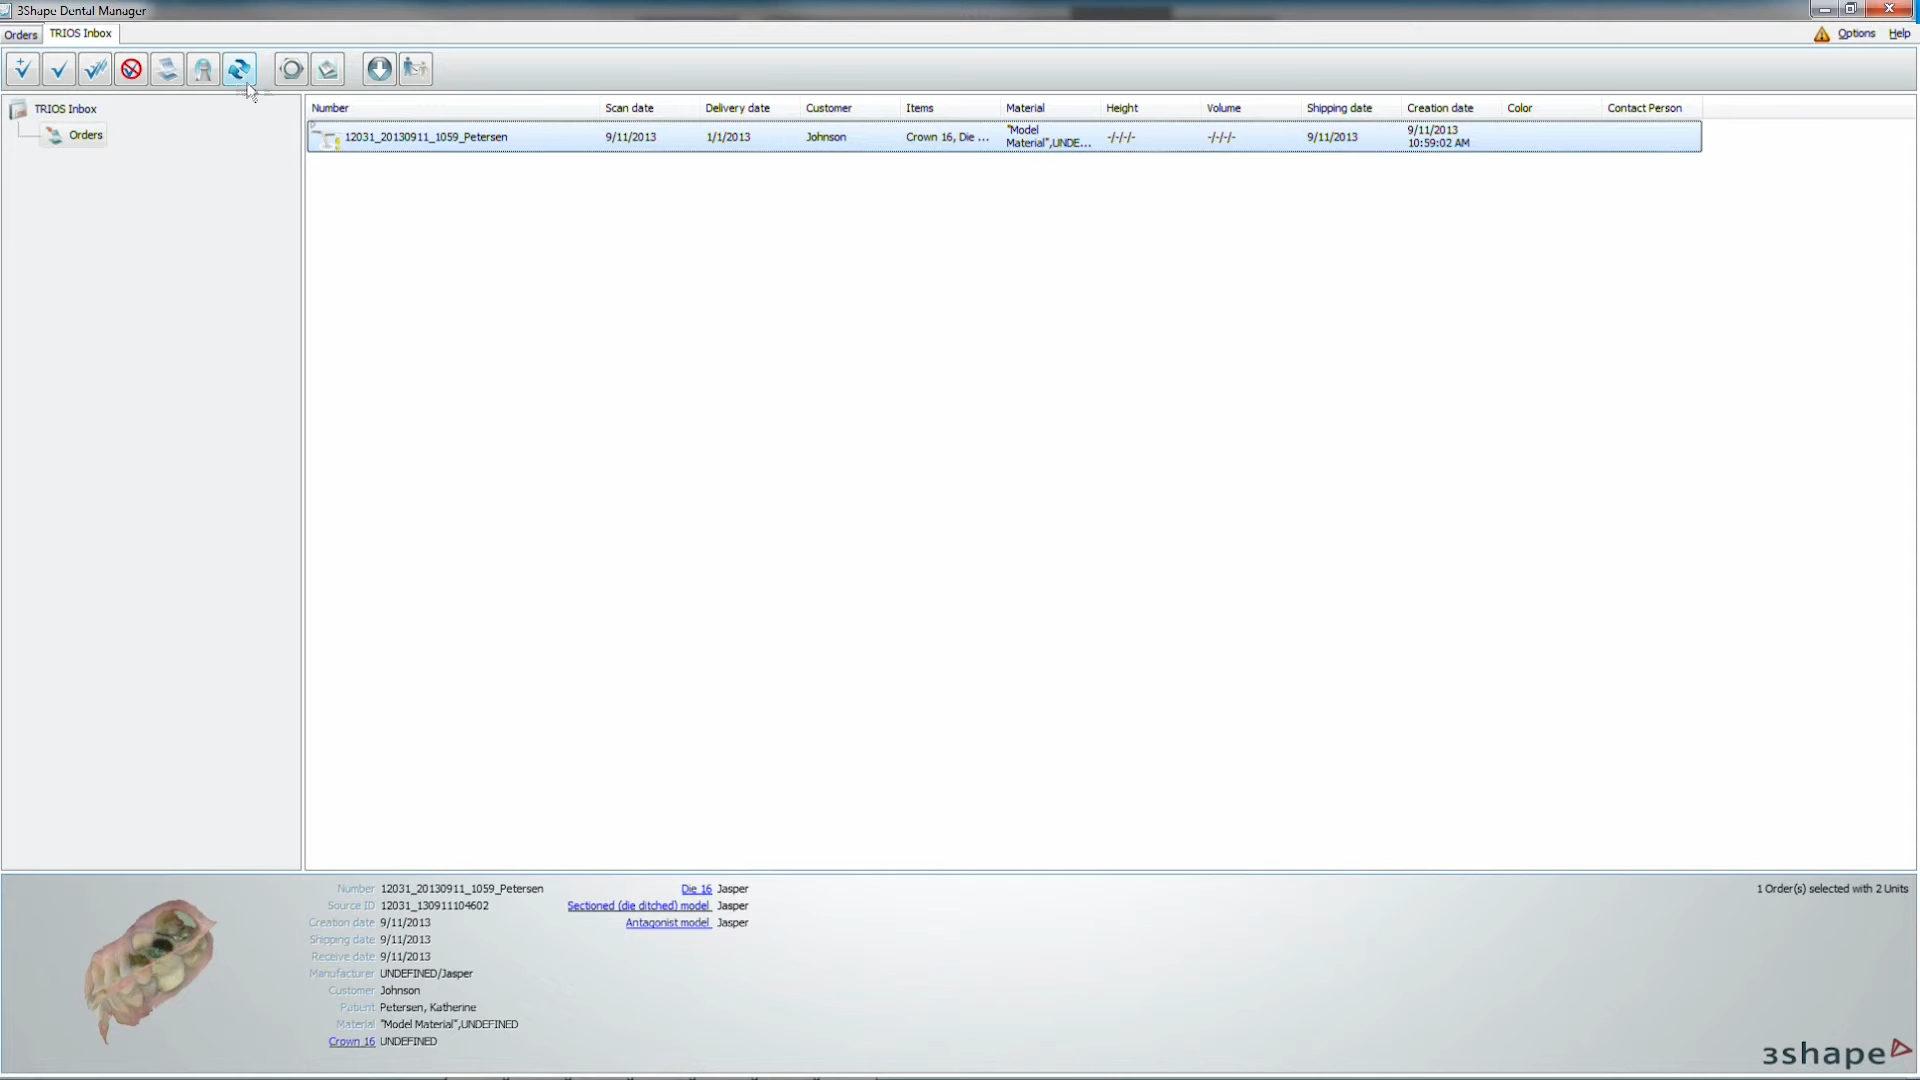 3Shape Dental Manager
Orders TRIOS Inbox Options Help
TRIOS Inbox
Orders
Number Scan date Delivery date Customer Items Material Height Volume Shipping date Creation date Color Contact Person
12031_20130911_1059_Petersen 9/11/2013 1/1/2013 Johnson Crown 16, Die ... "Model Material",UNDE... -/-/-/- -/-/-/- 9/11/2013 9/11/2013 10:59:02 AM
Number 12031_20130911_1059_Petersen Die 16 Jasper 1 Order(s) selected with 2 Units
Source ID 12031_130911104602 Sectioned (die ditched) model Jasper
Creation date 9/11/2013 Antagonist model Jasper
Shipping date 9/11/2013
Receive date 9/11/2013
Manufacturer UNDEFINED/Jasper
Customer Johnson
Patient Petersen, Katherine
Material "Model Material",UNDEFINED
Crown 16 UNDEFINED
3shape